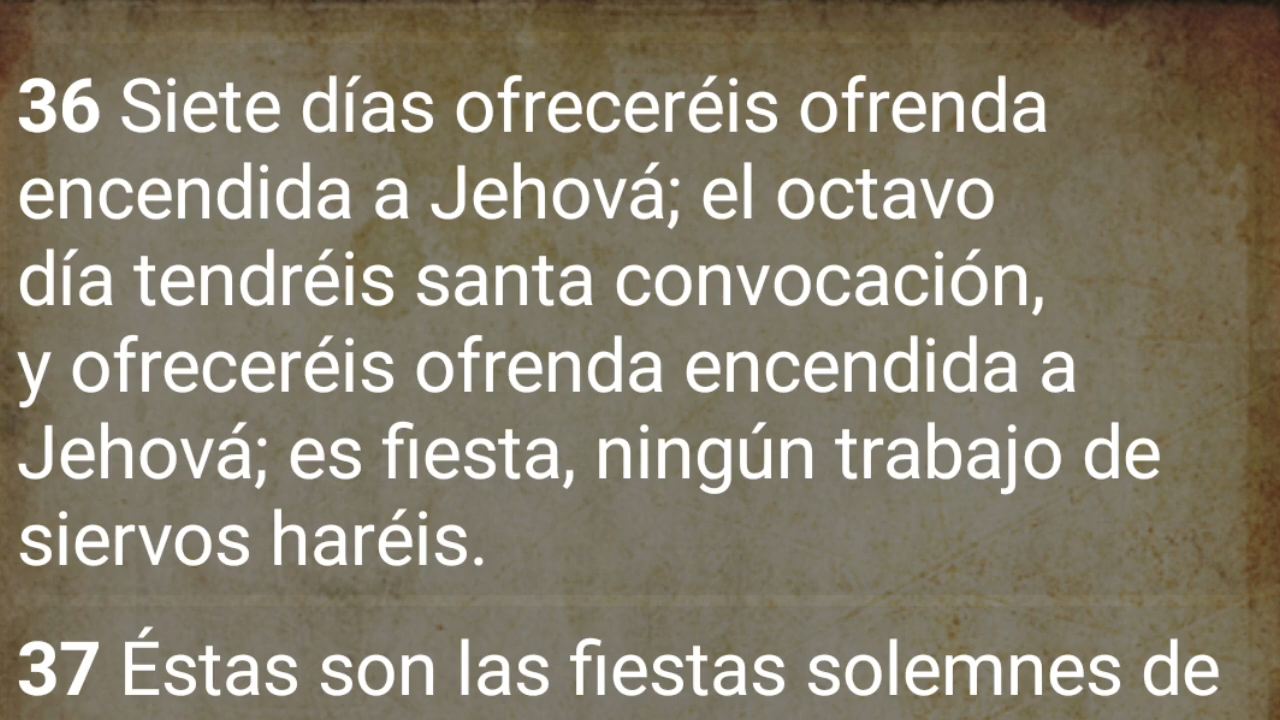 36 Siete días ofreceréis ofrenda
encendida a Jehová; el octavo
día tendréis santa convocación,
y ofreceréis ofrenda encendida a
Jehová; es fiesta, ningún trabajo de
siervos haréis.
37 Éstas son las fiestas solemnes de